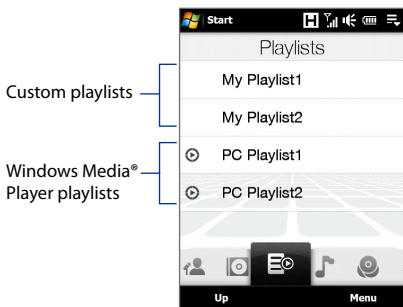 Start
H
Playlists
Custom playlists
My Playlist1
My Playlist2
Windows Media®
Player playlists
PC Playlist1
PC Playlist2
Up Menu